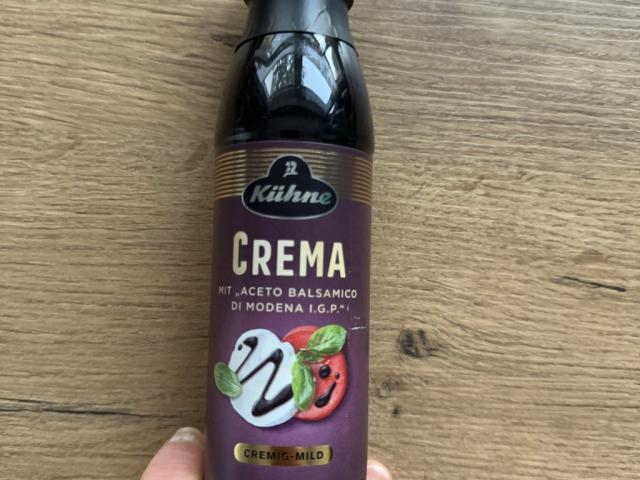 Kühne
CREMA
MIT „ACETO BALSAMICO
DI MODENA I.G.P.“
CREMIG-MILD